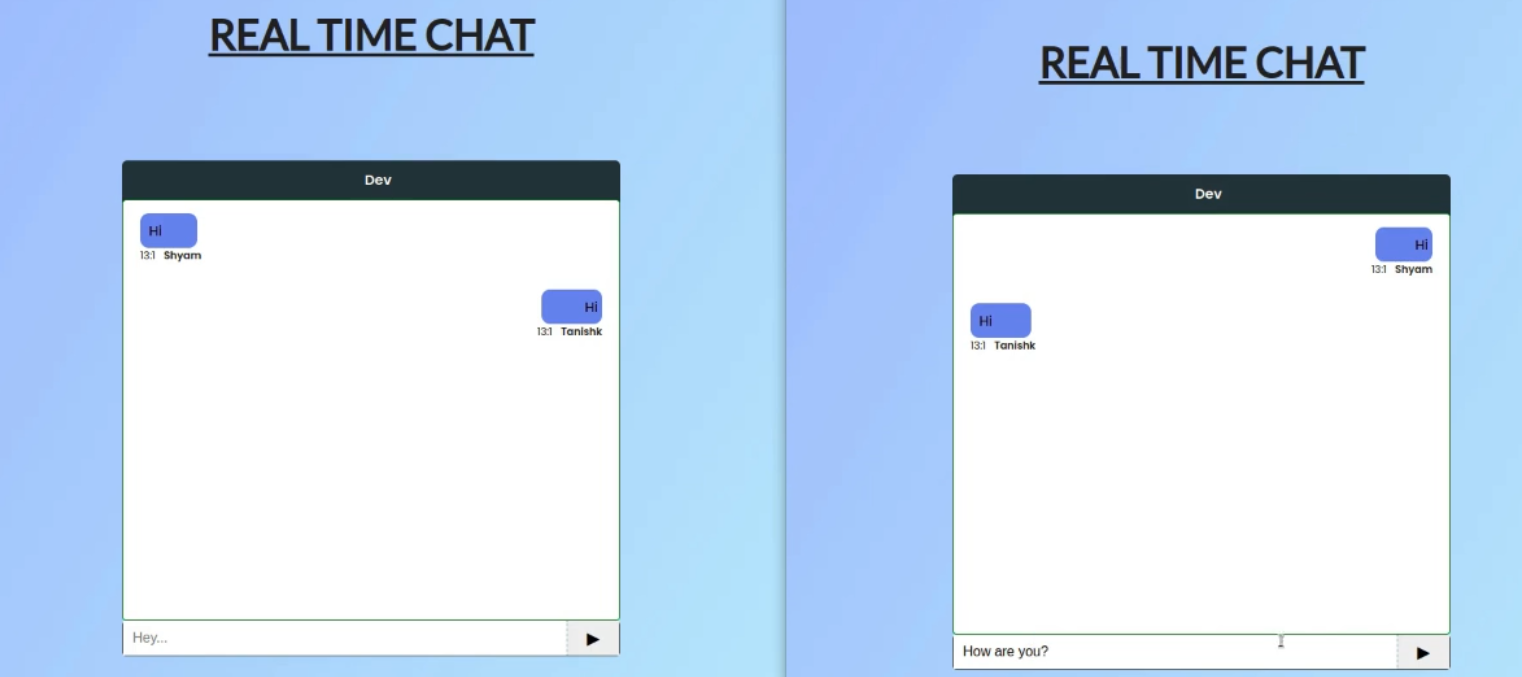 REAL TIME CHAT
Dev
Hi
13:1 Shyam
Hi
13:1 Tanishk
Hey...
REAL TIME CHAT
Dev
Hi
13:1 Shyam
Hi
13:1 Tanishk
How are you?